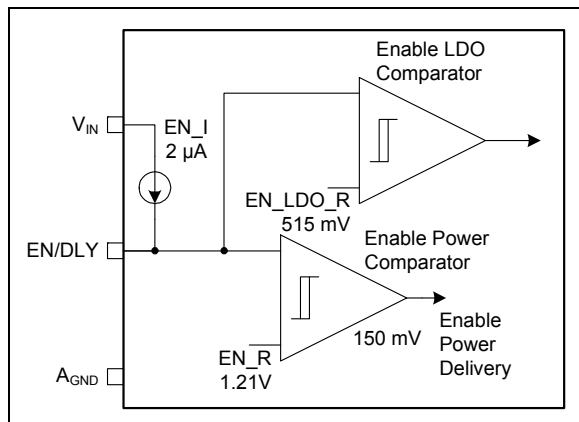 Enable LDO
Comparator
VIN
EN_I
2 µA
EN_LDO_R
515 mV
EN/DLY
Enable Power
Comparator
150 mV
Enable
Power
Delivery
EN_R
1.21V
AGND